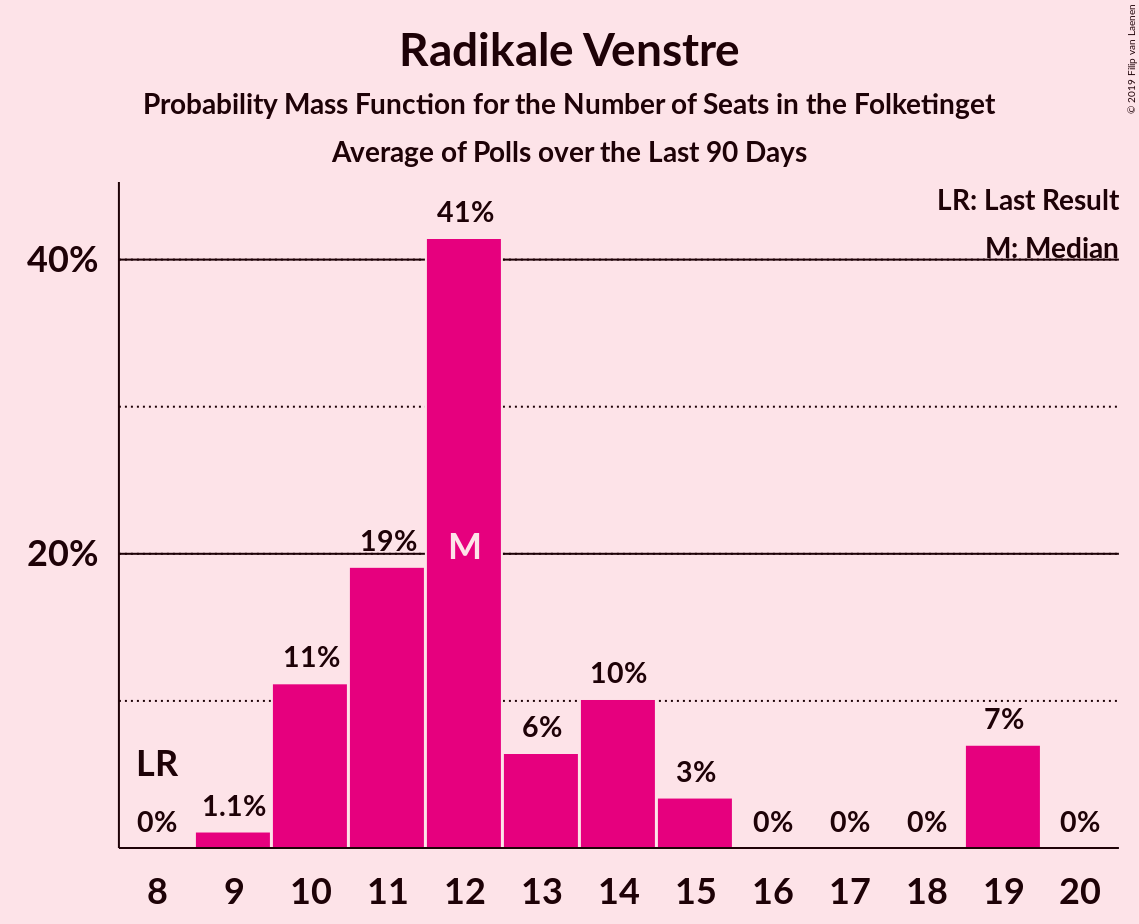 Radikale Venstre
Probability Mass Function for the Number of Seats in the Folketinget
Average of Polls over the Last 90 Days
© 2019 Filip van Laenen
LR: Last Result
M: Median
40%
20%
LR
0%
1.1%
11%
19%
41%
M
6%
10%
3%
0%
0%
0%
7%
0%
8 9 10 11 12 13 14 15 16 17 18 19 20